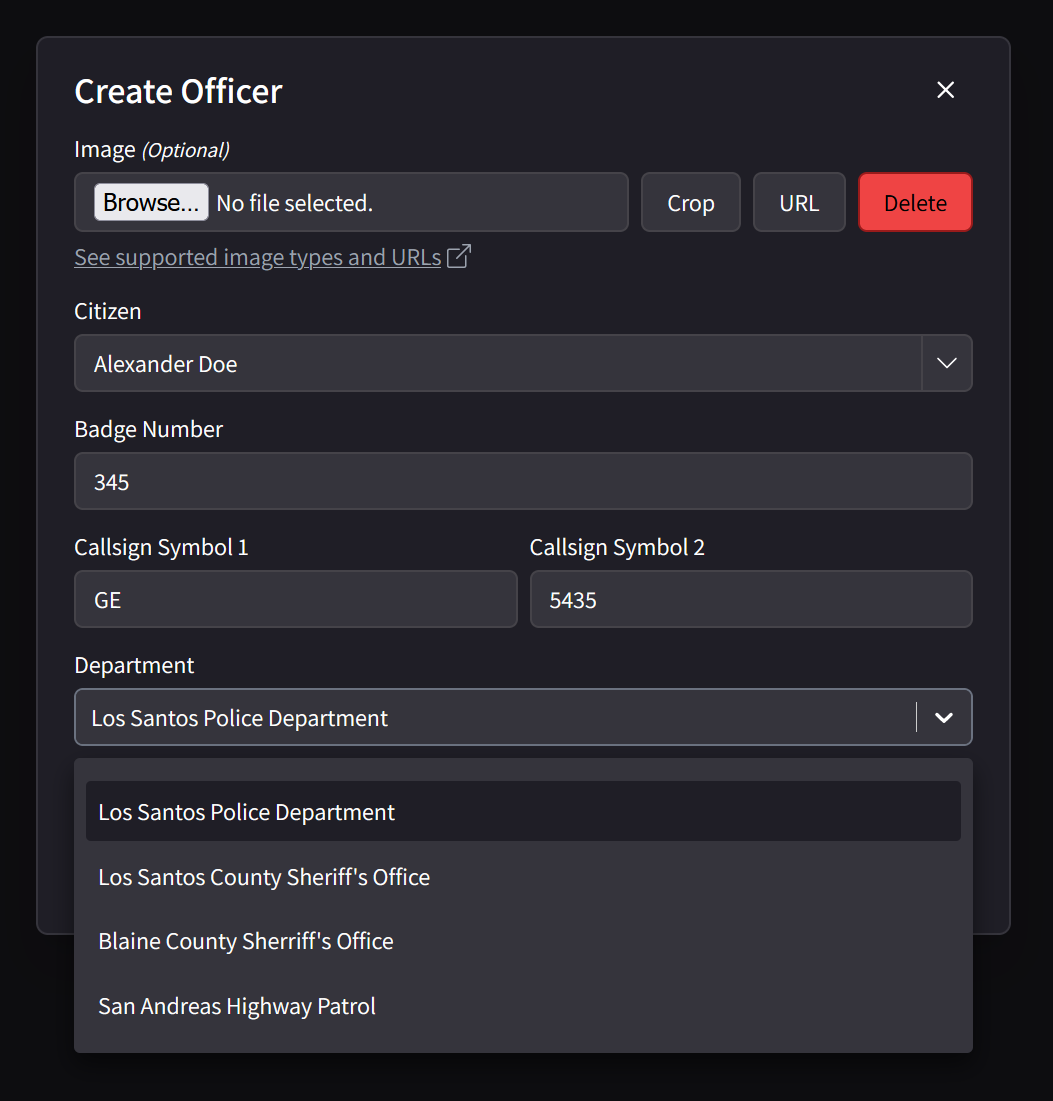 Create Officer
Image (Optional)
Browse... No file selected. Crop URL Delete
See supported image types and URLs
Citizen
Alexander Doe
Badge Number
345
Callsign Symbol 1 Callsign Symbol 2
GE 5435
Department
Los Santos Police Department
Los Santos Police Department
Los Santos County Sheriff's Office
Blaine County Sherriff's Office
San Andreas Highway Patrol